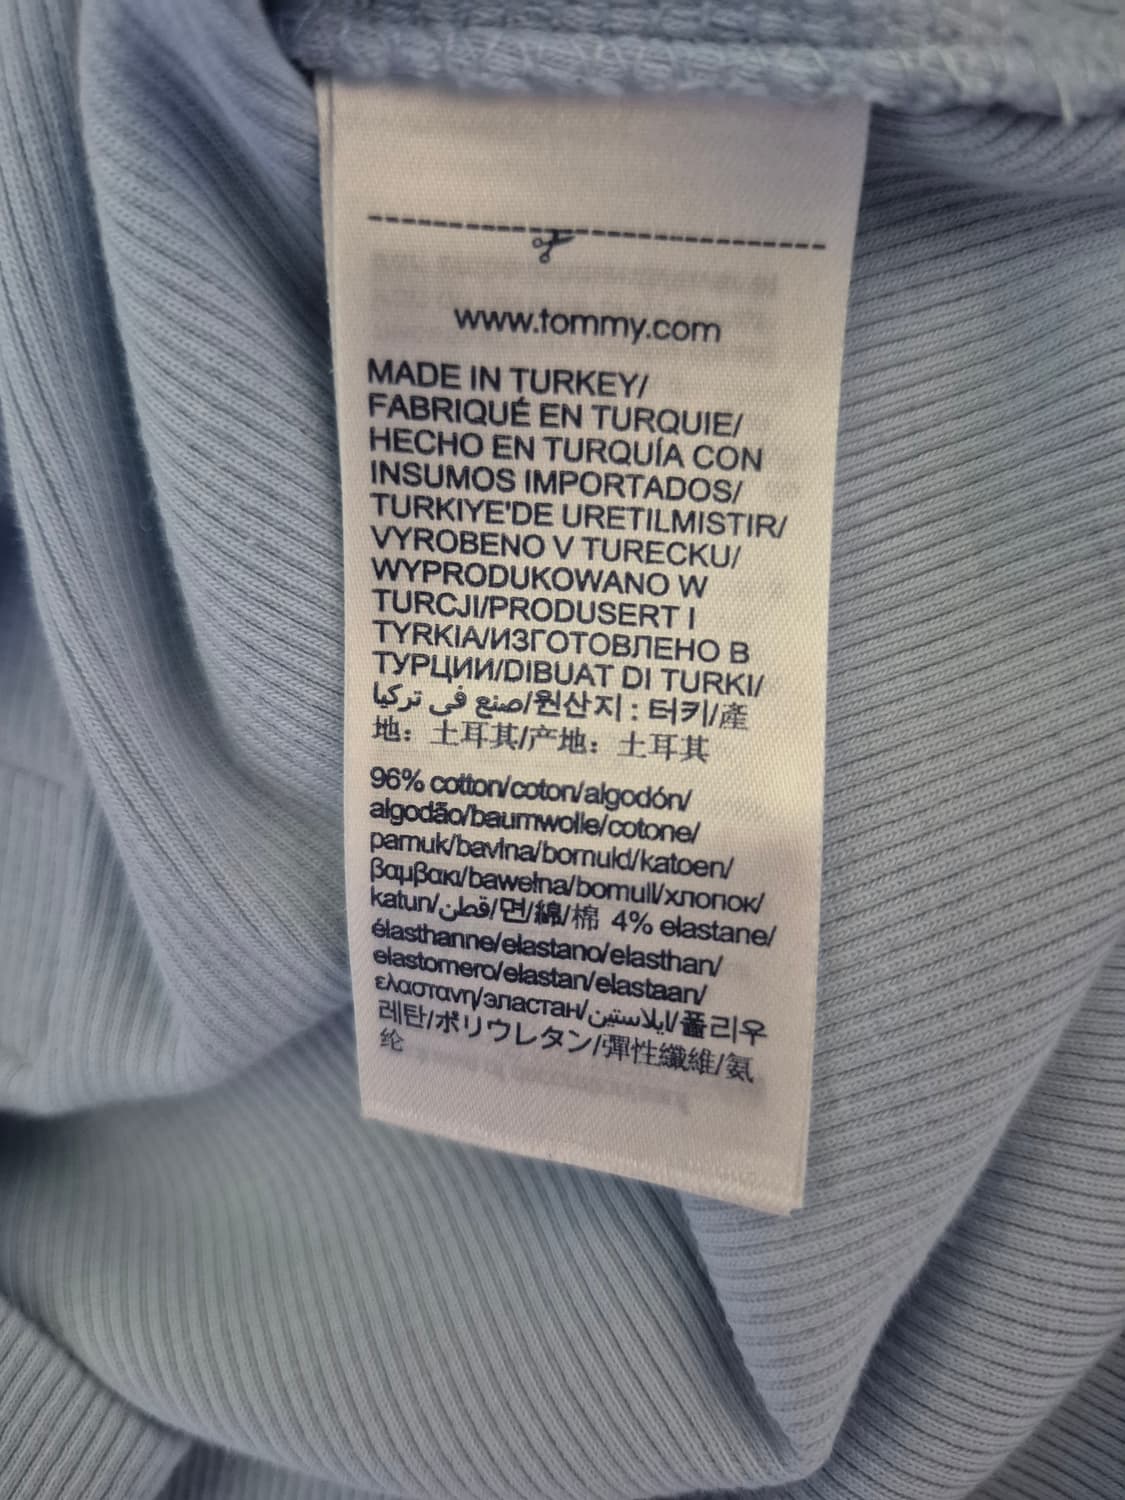 www.tommy.com
MADE IN TURKEY/
FABRIQUÉ EN TURQUIE/
HECHO EN TURQUÍA CON
INSUMOS IMPORTADOS/
TURKIYE'DE URETILMISTIR/
VYROBENO V TURECKU/
WYPRODUKOWANO W
TURCJI/PRODUSERT I
TYRKIA/ИЗГОТОВЛЕНО В
ТУРЦИИ/DIBUAT DI TURKI/
صنع في تركيا/원산지 : 터키/產
地：土耳其/产地：土耳其
96% cotton/coton/algodón/
algodão/baumwolle/cotone/
pamuk/bavlna/bomuld/katoen/
βαμβακι/bawełna/bomull/хлопок/
katun/قطن/면/綿/棉 4% elastane/
élasthanne/elastano/elasthan/
elastomero/elastan/elastaan/
ελαστανη/эластан/ايلاستين/폴리우
레탄/ポリウレタン/彈性纖維/氨
纶